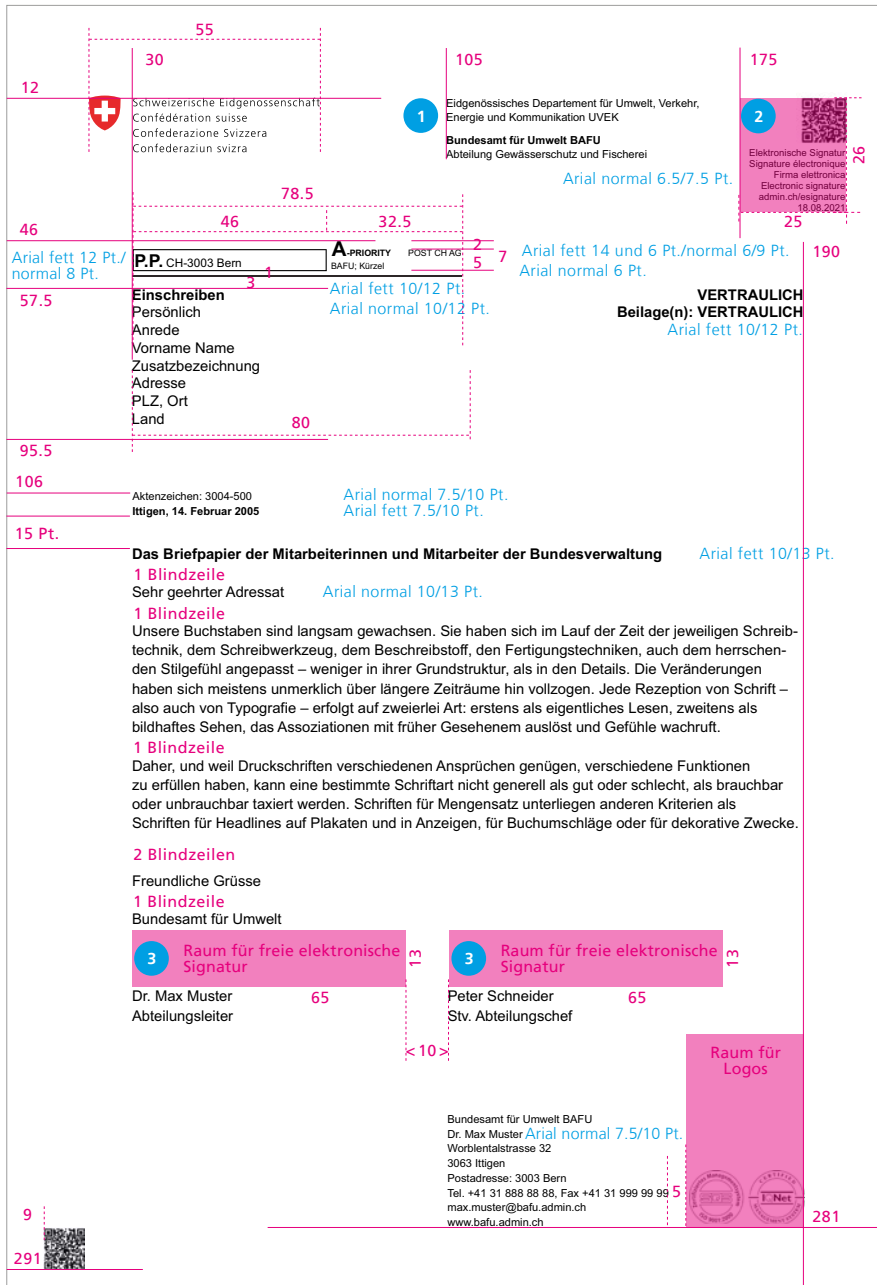 55
30
105
175
12
Schweizerische Eidgenossenschaft
Confédération suisse
Confederazione Svizzera
Confederaziun svizra
1
Eidgenössisches Departement für Umwelt, Verkehr,
Energie und Kommunikation UVEK
Bundesamt für Umwelt BAFU
Abteilung Gewässerschutz und Fischerei
2
Elektronische Signatur
Signature électronique
Firma elettronica
Electronic signature
admin.ch/esignature
18.08.2021
26
Arial normal 6.5/7.5 Pt.
78.5
46
32.5
25
46
Arial fett 12 Pt./
normal 8 Pt.
P.P. CH-3003 Bern
1
3
A-PRIORITY POST CH AG
BAFU; Kürzel
2
5
7
Arial fett 14 und 6 Pt./normal 6/9 Pt.
Arial normal 6 Pt.
190
57.5
Einschreiben
Arial fett 10/12 Pt.
Persönlich
Arial normal 10/12 Pt.
Anrede
Vorname Name
Zusatzbezeichnung
Adresse
PLZ, Ort
Land
80
VERTRAULICH
Beilage(n): VERTRAULICH
Arial fett 10/12 Pt.
95.5
106
Aktenzeichen: 3004-500
Arial normal 7.5/10 Pt.
Ittigen, 14. Februar 2005
Arial fett 7.5/10 Pt.
15 Pt.
Das Briefpapier der Mitarbeiterinnen und Mitarbeiter der Bundesverwaltung
Arial fett 10/13 Pt.
1 Blindzeile
Sehr geehrter Adressat
Arial normal 10/13 Pt.
1 Blindzeile
Unsere Buchstaben sind langsam gewachsen. Sie haben sich im Lauf der Zeit der jeweiligen Schreib-
technik, dem Schreibwerkzeug, dem Beschreibstoff, den Fertigungstechniken, auch dem herrschen-
den Stilgefühl angepasst – weniger in ihrer Grundstruktur, als in den Details. Die Veränderungen
haben sich meistens unmerklich über längere Zeiträume hin vollzogen. Jede Rezeption von Schrift –
also auch von Typografie – erfolgt auf zweierlei Art: erstens als eigentliches Lesen, zweitens als
bildhaftes Sehen, das Assoziationen mit früher Gesehenem auslöst und Gefühle wachruft.
1 Blindzeile
Daher, und weil Druckschriften verschiedenen Ansprüchen genügen, verschiedene Funktionen
zu erfüllen haben, kann eine bestimmte Schriftart nicht generell als gut oder schlecht, als brauchbar
oder unbrauchbar taxiert werden. Schriften für Mengensatz unterliegen anderen Kriterien als
Schriften für Headlines auf Plakaten und in Anzeigen, für Buchumschläge oder für dekorative Zwecke.
2 Blindzeilen
Freundliche Grüsse
1 Blindzeile
Bundesamt für Umwelt
3
Raum für freie elektronische
Signatur
13
3
Raum für freie elektronische
Signatur
13
Dr. Max Muster
65
Abteilungsleiter
Peter Schneider
65
Stv. Abteilungschef
< 10 >
Raum für
Logos
Bundesamt für Umwelt BAFU
Dr. Max Muster
Arial normal 7.5/10 Pt.
Worblentalstrasse 32
3063 Ittigen
Postadresse: 3003 Bern
Tel. +41 31 888 88 88, Fax +41 31 999 99 99
5
max.muster@bafu.admin.ch
www.bafu.admin.ch
SQS
CERTIFIED
IQNet
MANAGEMENT SYSTEM
9
281
291